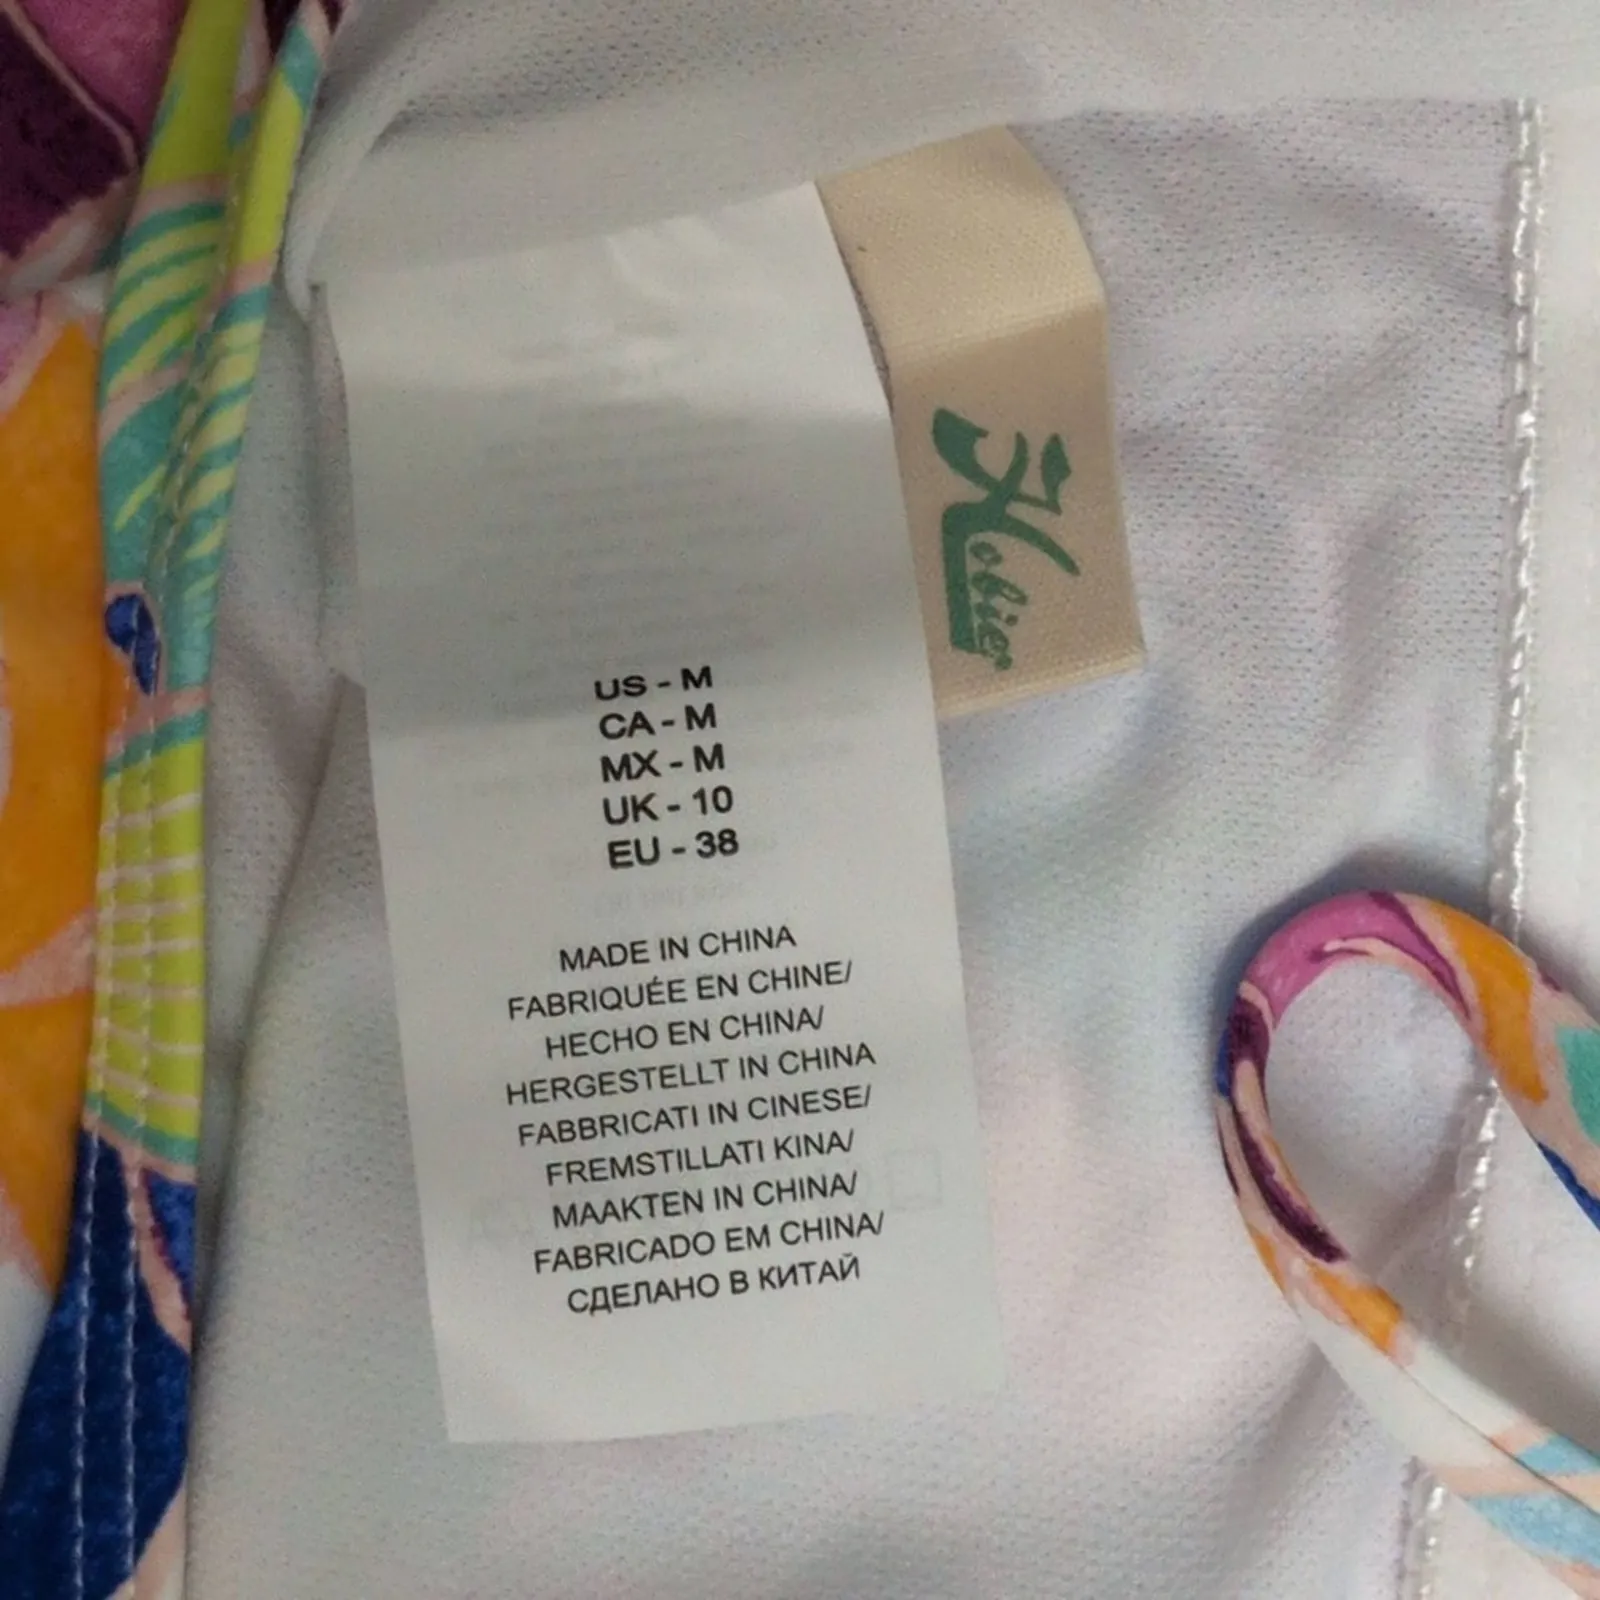 Hobier
US - M
CA - M
MX - M
UK - 10
EU - 38
MADE IN CHINA
FABRIQUÉE EN CHINE/
HECHO EN CHINA/
HERGESTELLT IN CHINA
FABBRICATI IN CINESE/
FREMSTILLATI KINA/
MAAKTEN IN CHINA/
FABRICADO EM CHINA/
СДЕЛАНО В КИТАЙ